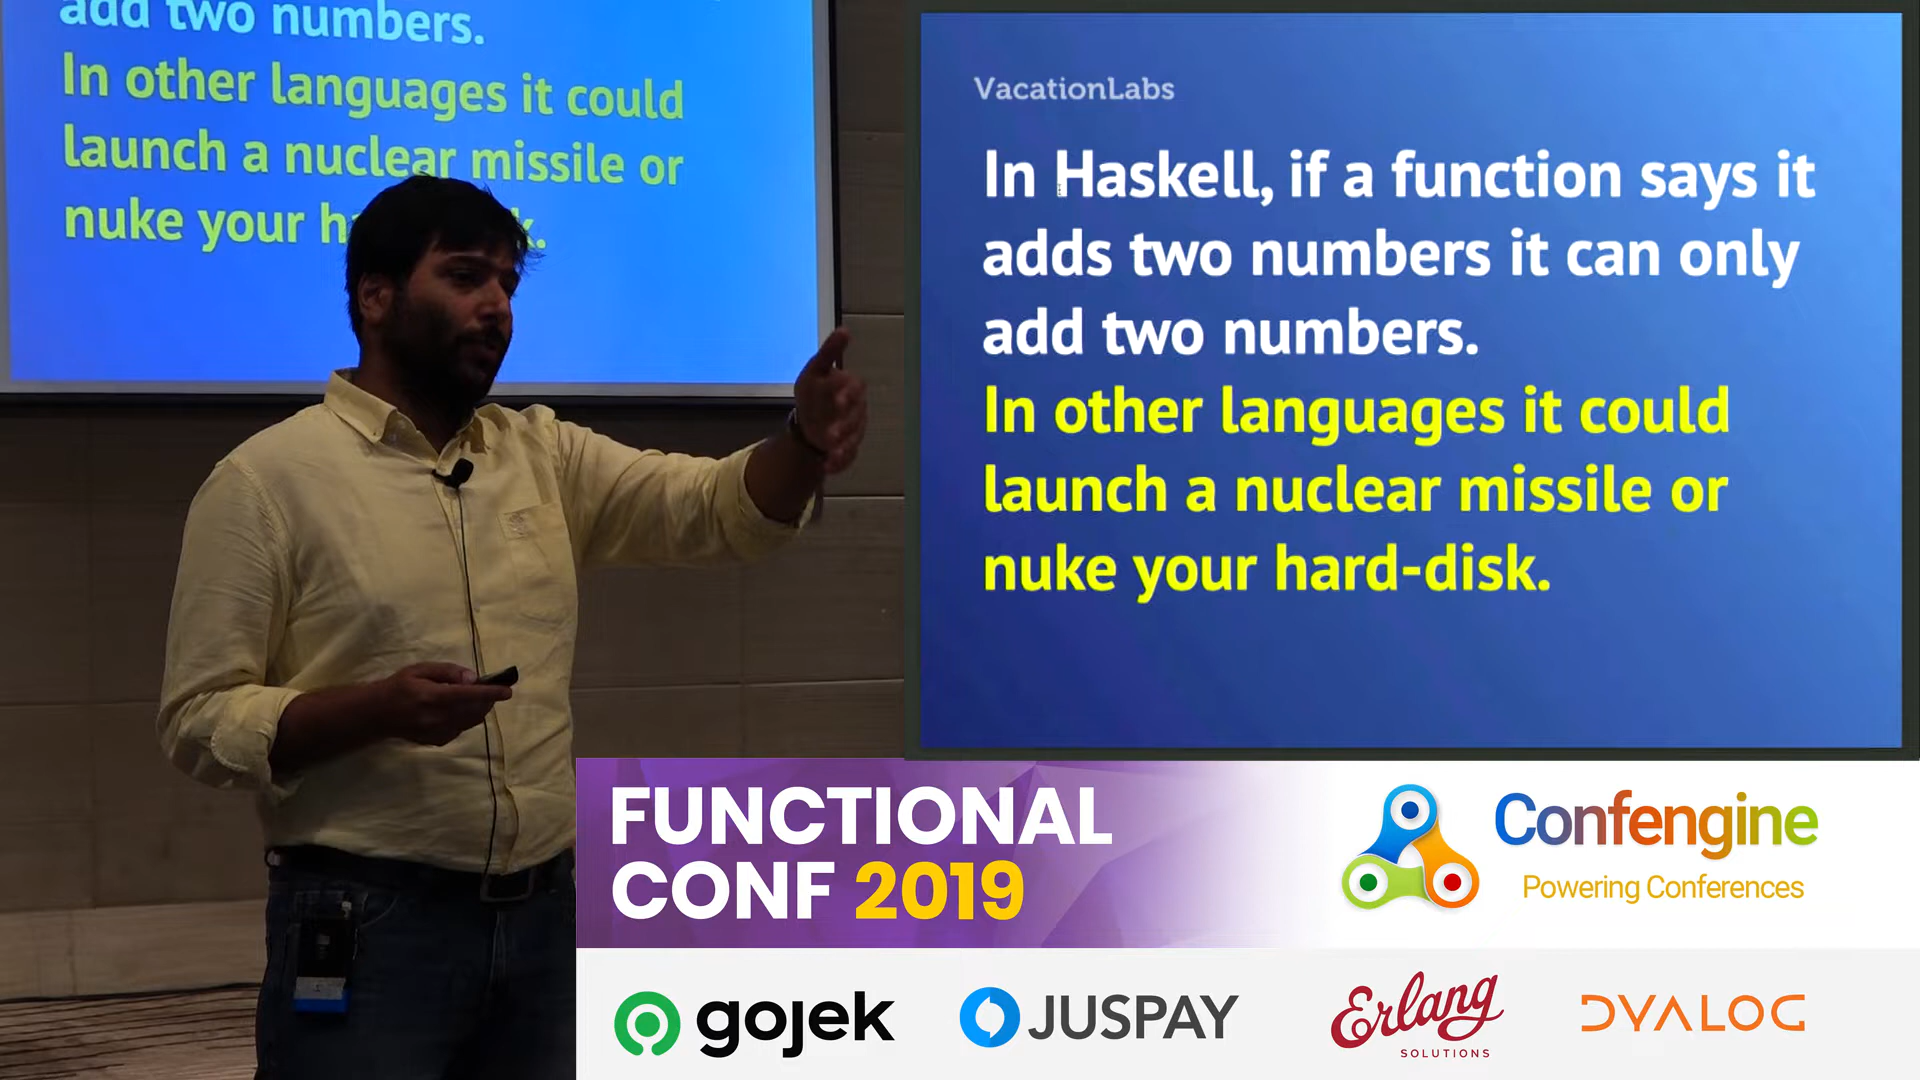 add two numbers.
In other languages it could
launch a nuclear missile or
nuke your
VacationLabs
In Haskell, if a function says it
adds two numbers it can only
add two numbers.
In other languages it could
launch a nuclear missile or
nuke your hard-disk.
FUNCTIONAL
CONF 2019
Confengine
Powering Conferences
gojek
JUSPAY
Erlang
SOLUTIONS
DYALOG